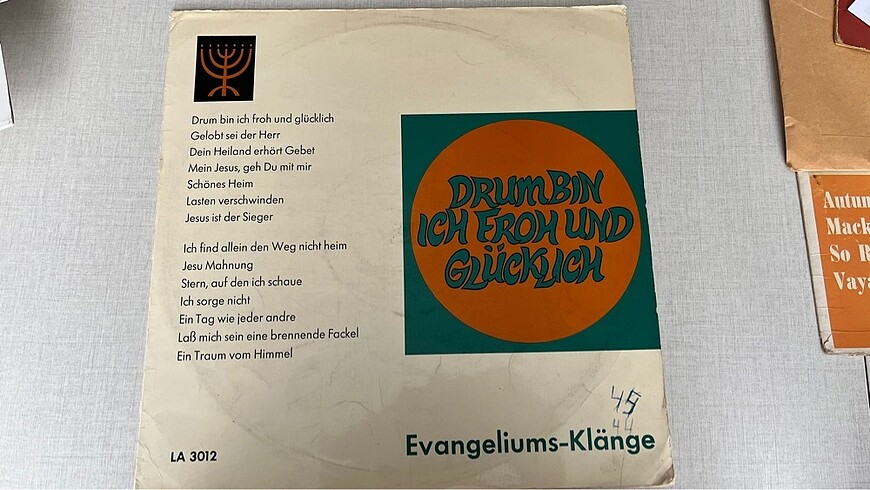 Drum bin ich froh und glücklich
Gelobt sei der Herr
Dein Heiland erhört Gebet
Mein Jesus, geh Du mit mir
Schönes Heim
Lasten verschwinden
Jesus ist der Sieger
Ich find allein den Weg nicht heim
Jesu Mahnung
Stern, auf den ich schaue
Ich sorge nicht
Ein Tag wie jeder andre
Laß mich sein eine brennende Fackel
Ein Traum vom Himmel
LA 3012
DRUM BIN
ICH FROH UND
GLÜCKLICH
44
Evangeliums-Klänge
Mack
So